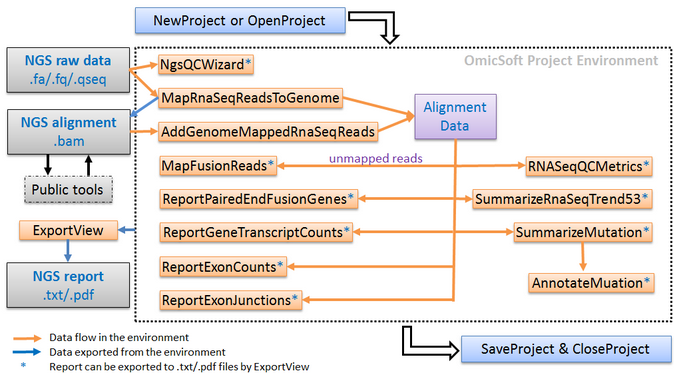 NewProject or OpenProject
OmicSoft Project Environment
NGS raw data
.fa/.fq/.qseq
NgsQCWizard*
MapRnaSeqReadsToGenome
NGS alignment
.bam
AddGenomeMappedRnaSeqReads
Alignment
Data
Public tools
MapFusionReads*
unmapped reads
RNASeqQCMetrics*
ReportPairedEndFusionGenes*
SummarizeRnaSeqTrend53*
ExportView
ReportGeneTranscriptCounts*
SummarizeMutation*
NGS report
.txt/.pdf
ReportExonCounts*
AnnotateMuation*
ReportExonJunctions*
Data flow in the environment
Data exported from the environment
* Report can be exported to .txt/.pdf files by ExportView
SaveProject & CloseProject